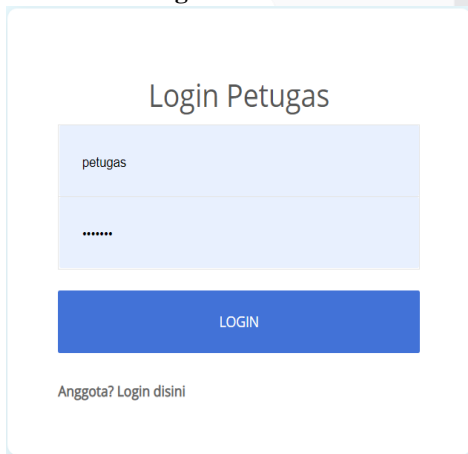 Login Petugas
petugas
•••••••
LOGIN
Anggota? Login disini